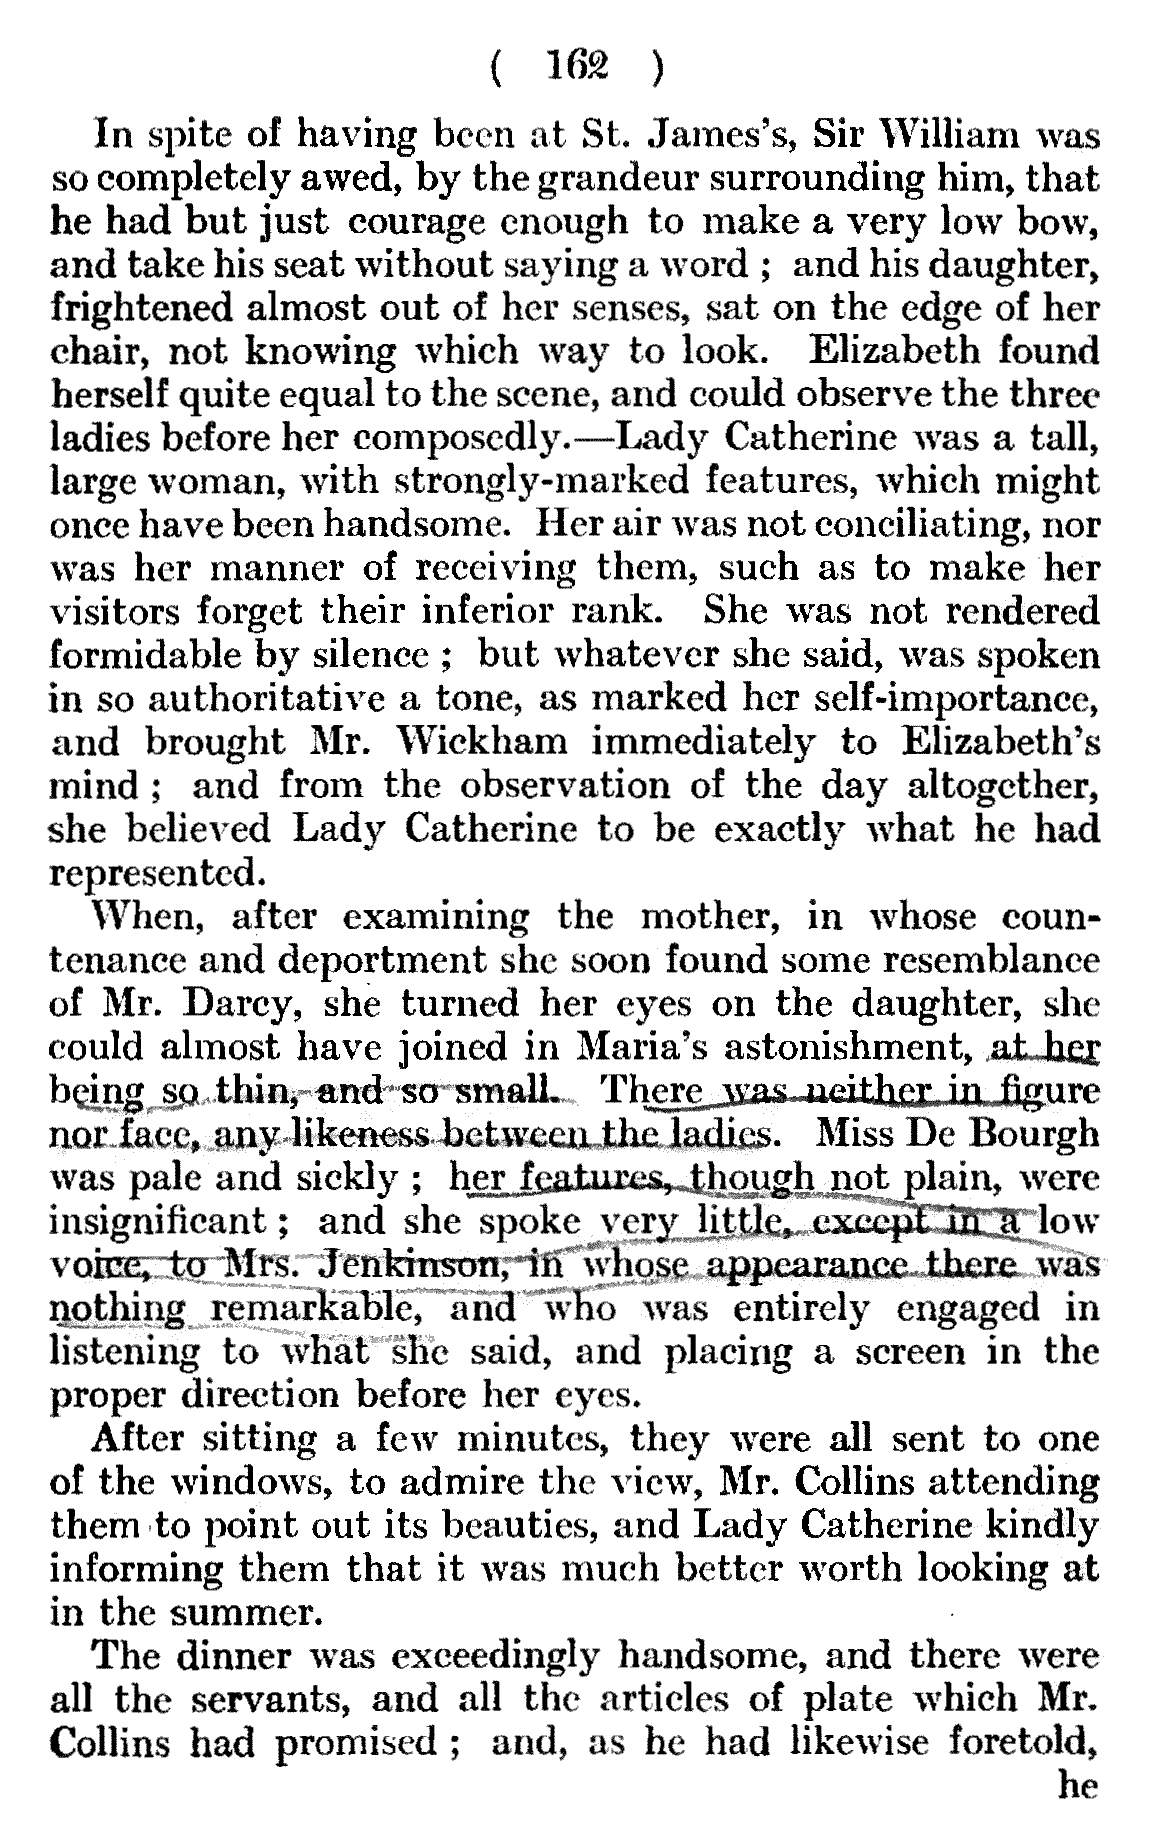 ( 162 )
In spite of having been at St. James's, Sir William was
so completely awed, by the grandeur surrounding him, that
he had but just courage enough to make a very low bow,
and take his seat without saying a word ; and his daughter,
frightened almost out of her senses, sat on the edge of her
chair, not knowing which way to look. Elizabeth found
herself quite equal to the scene, and could observe the three
ladies before her composedly.—Lady Catherine was a tall,
large woman, with strongly-marked features, which might
once have been handsome. Her air was not conciliating, nor
was her manner of receiving them, such as to make her
visitors forget their inferior rank. She was not rendered
formidable by silence ; but whatever she said, was spoken
in so authoritative a tone, as marked her self-importance,
and brought Mr. Wickham immediately to Elizabeth's
mind ; and from the observation of the day altogether,
she believed Lady Catherine to be exactly what he had
represented.
When, after examining the mother, in whose coun-
tenance and deportment she soon found some resemblance
of Mr. Darcy, she turned her eyes on the daughter, she
could almost have joined in Maria's astonishment, at her
being so thin, and so small. There was neither in figure
nor face, any likeness between the ladies. Miss De Bourgh
was pale and sickly ; her features, though not plain, were
insignificant ; and she spoke very little, except in a low
voice, to Mrs. Jenkinson, in whose appearance there was
nothing remarkable, and who was entirely engaged in
listening to what she said, and placing a screen in the
proper direction before her eyes.
After sitting a few minutes, they were all sent to one
of the windows, to admire the view, Mr. Collins attending
them to point out its beauties, and Lady Catherine kindly
informing them that it was much better worth looking at
in the summer.
The dinner was exceedingly handsome, and there were
all the servants, and all the articles of plate which Mr.
Collins had promised ; and, as he had likewise foretold,
he